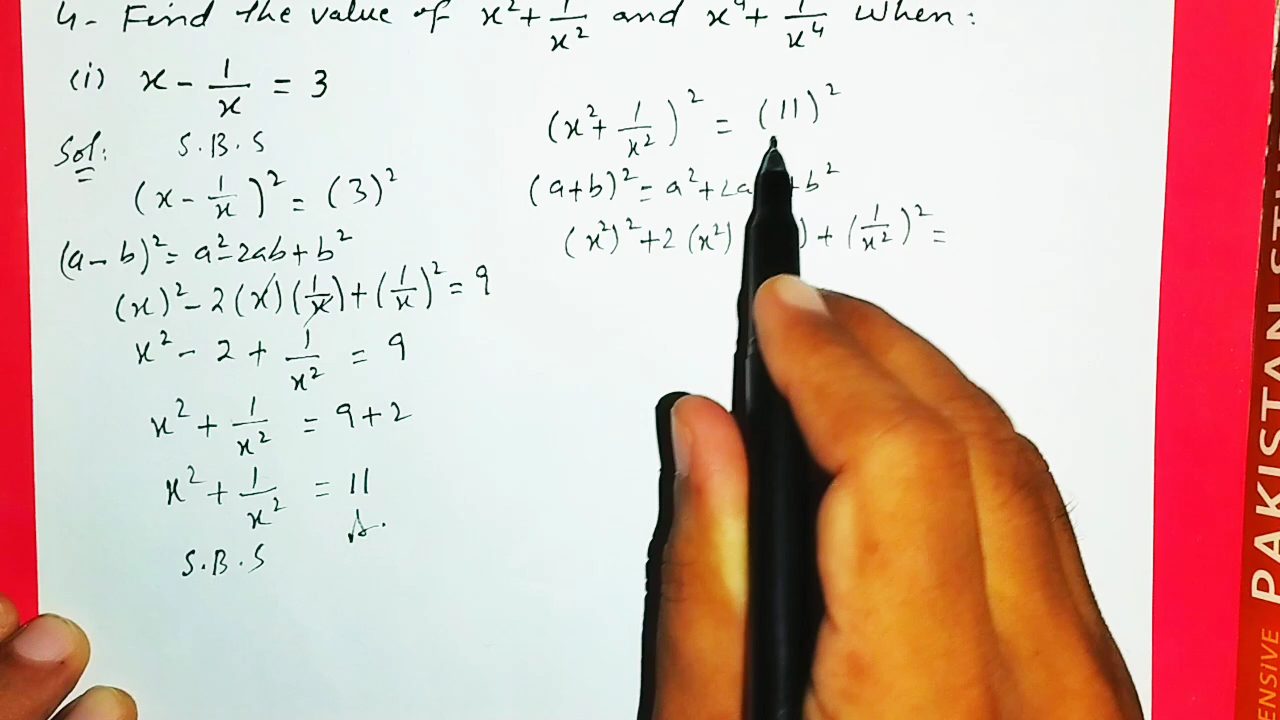 4- Find the value of x² + 1/x² and x⁴ + 1/x⁴ when:
(i) x - 1/x = 3
Sol: S.B.S
(x - 1/x)² = (3)²
(a - b)² = a² - 2ab + b²
(x)² - 2(x)(1/x) + (1/x)² = 9
x² - 2 + 1/x² = 9
x² + 1/x² = 9 + 2
x² + 1/x² = 11
A.
S.B.S
(x² + 1/x²)² = (11)²
(a+b)² = a² + 2a + b²
(x²)² + 2(x²) ) + (1/x²)² =
ENSIVE PAKISTAN